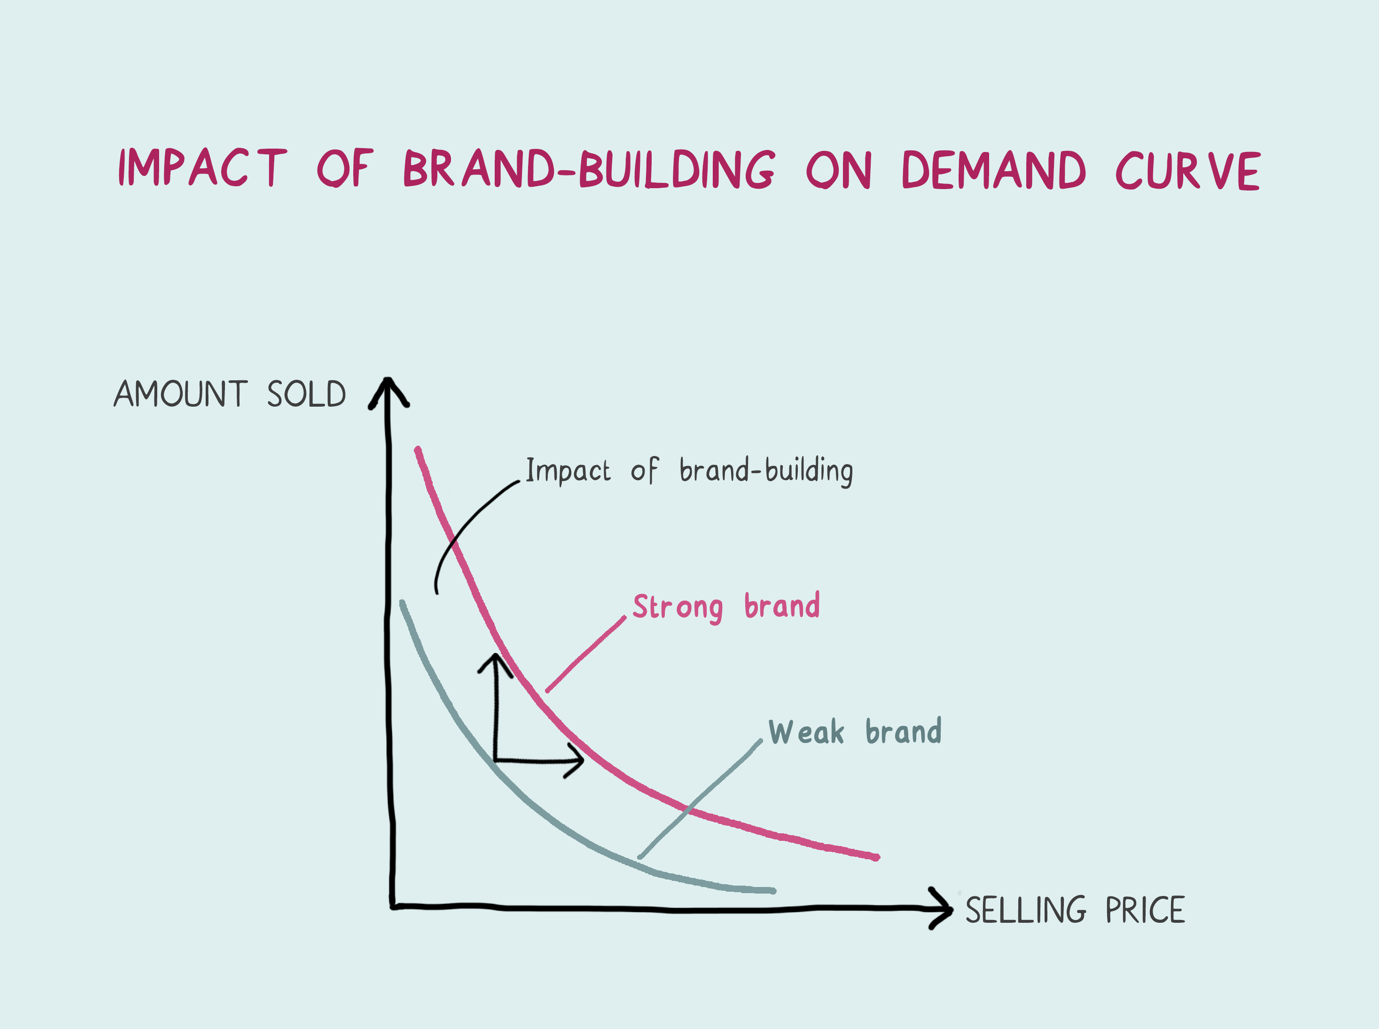 IMPACT OF BRAND-BUILDING ON DEMAND CURVE
AMOUNT SOLD
Impact of brand-building
Strong brand
Weak brand
SELLING PRICE